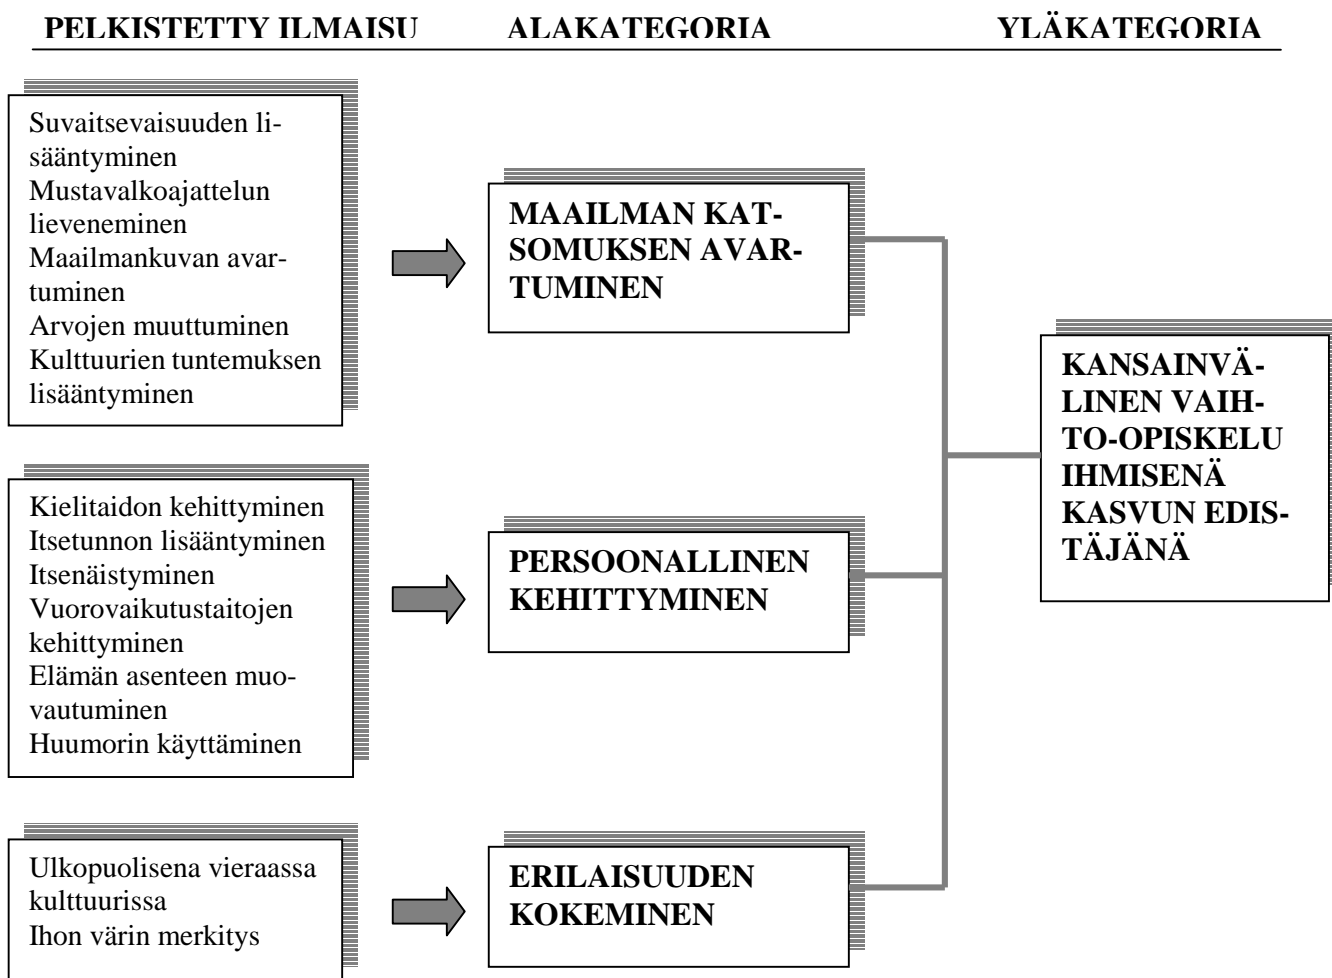 PELKISTETTY ILMAISU ALAKATEGORIA YLÄKATEGORIA
Suvaitsevaisuuden li-
sääntyminen
Mustavalkoajattelun
lieveneminen
Maailmankuvan avar-
tuminen
Arvojen muuttuminen
Kulttuurien tuntemuksen
lisääntyminen
MAAILMAN KAT-
SOMUKSEN AVAR-
TUMINEN
Kielitaidon kehittyminen
Itsetunnon lisääntyminen
Itsenäistyminen
Vuorovaikutustaitojen
kehittyminen
Elämän asenteen muo-
vautuminen
Huumorin käyttäminen
PERSOONALLINEN
KEHITTYMINEN
Ulkopuolisena vieraassa
kulttuurissa
Ihon värin merkitys
ERILAISUUDEN
KOKEMINEN
KANSAINVÄ-
LINEN VAIH-
TO-OPISKELU
IHMISENÄ
KASVUN EDIS-
TÄJÄNÄ